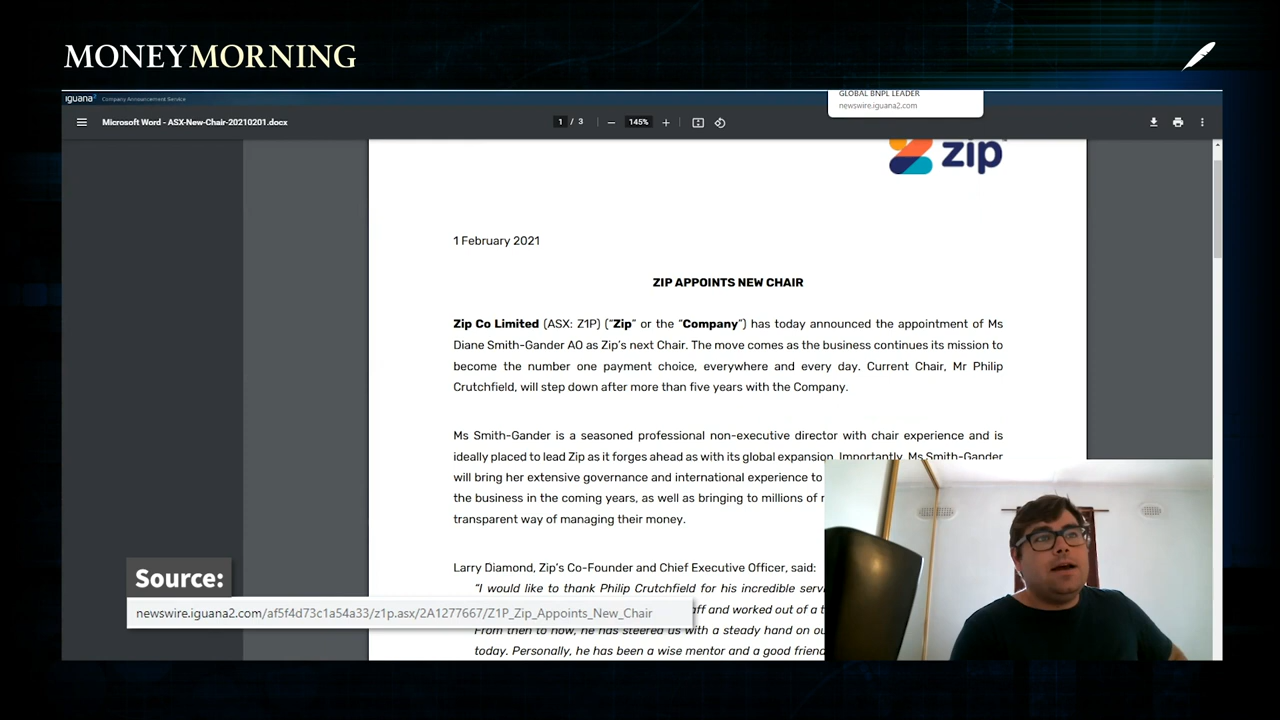 MONEYMORNING
iguana2 Company Announcement Service
GLOBAL BNPL LEADER
newswire.iguana2.com
Microsoft Word - ASX-New-Chair-20210201.docx
1 / 3
145%
zip
1 February 2021
ZIP APPOINTS NEW CHAIR
Zip Co Limited (ASX: Z1P) (“Zip” or the “Company”) has today announced the appointment of Ms
Diane Smith-Gander AO as Zip’s next Chair. The move comes as the business continues its mission to
become the number one payment choice, everywhere and every day. Current Chair, Mr Philip
Crutchfield, will step down after more than five years with the Company.
Ms Smith-Gander is a seasoned professional non-executive director with chair experience and is
ideally placed to lead Zip as it forges ahead as with its global expansion. Importantly, Ms Smith-Gander
will bring her extensive governance and international experience to
the business in the coming years, as well as bringing to millions of
transparent way of managing their money.
Larry Diamond, Zip’s Co-Founder and Chief Executive Officer, said:
“I would like to thank Philip Crutchfield for his incredible
and worked out of a
From then to now, he has steered us with a steady hand on
today. Personally, he has been a wise mentor and a good
Source:
newswire.iguana2.com/af5f4d73c1a54a33/z1p.asx/2A1277667/Z1P_Zip_Appoints_New_Chair